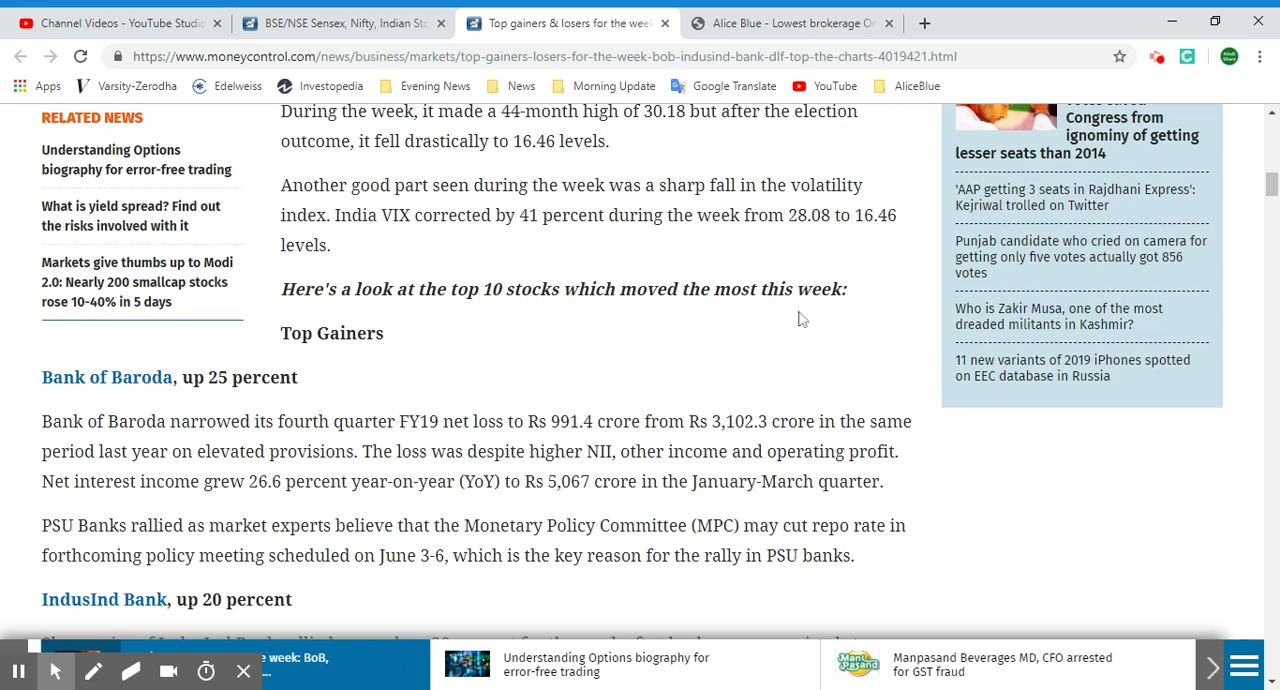 Channel Videos - YouTube Studio
BSE/NSE Sensex, Nifty, Indian Sto
Top gainers & losers for the week
Alice Blue - Lowest brokerage On
https://www.moneycontrol.com/news/business/markets/top-gainers-losers-for-the-week-bob-indusind-bank-dlf-top-the-charts-4019421.html
Apps
Varsity-Zerodha
Edelweiss
Investopedia
Evening News
News
Morning Update
Google Translate
YouTube
AliceBlue
RELATED NEWS
Understanding Options
biography for error-free trading
What is yield spread? Find out
the risks involved with it
Markets give thumbs up to Modi
2.0: Nearly 200 smallcap stocks
rose 10-40% in 5 days
During the week, it made a 44-month high of 30.18 but after the election
outcome, it fell drastically to 16.46 levels.
Another good part seen during the week was a sharp fall in the volatility
index. India VIX corrected by 41 percent during the week from 28.08 to 16.46
levels.
Here's a look at the top 10 stocks which moved the most this week:
Top Gainers
Bank of Baroda, up 25 percent
Bank of Baroda narrowed its fourth quarter FY19 net loss to Rs 991.4 crore from Rs 3,102.3 crore in the same
period last year on elevated provisions. The loss was despite higher NII, other income and operating profit.
Net interest income grew 26.6 percent year-on-year (YoY) to Rs 5,067 crore in the January-March quarter.
PSU Banks rallied as market experts believe that the Monetary Policy Committee (MPC) may cut repo rate in
forthcoming policy meeting scheduled on June 3-6, which is the key reason for the rally in PSU banks.
IndusInd Bank, up 20 percent
Congress from
ignominy of getting
lesser seats than 2014
'AAP getting 3 seats in Rajdhani Express':
Kejriwal trolled on Twitter
Punjab candidate who cried on camera for
getting only five votes actually got 856
votes
Who is Zakir Musa, one of the most
dreaded militants in Kashmir?
11 new variants of 2019 iPhones spotted
on EEC database in Russia
e week: BoB,
...
Understanding Options biography for
error-free trading
Manpasand Beverages MD, CFO arrested
for GST fraud